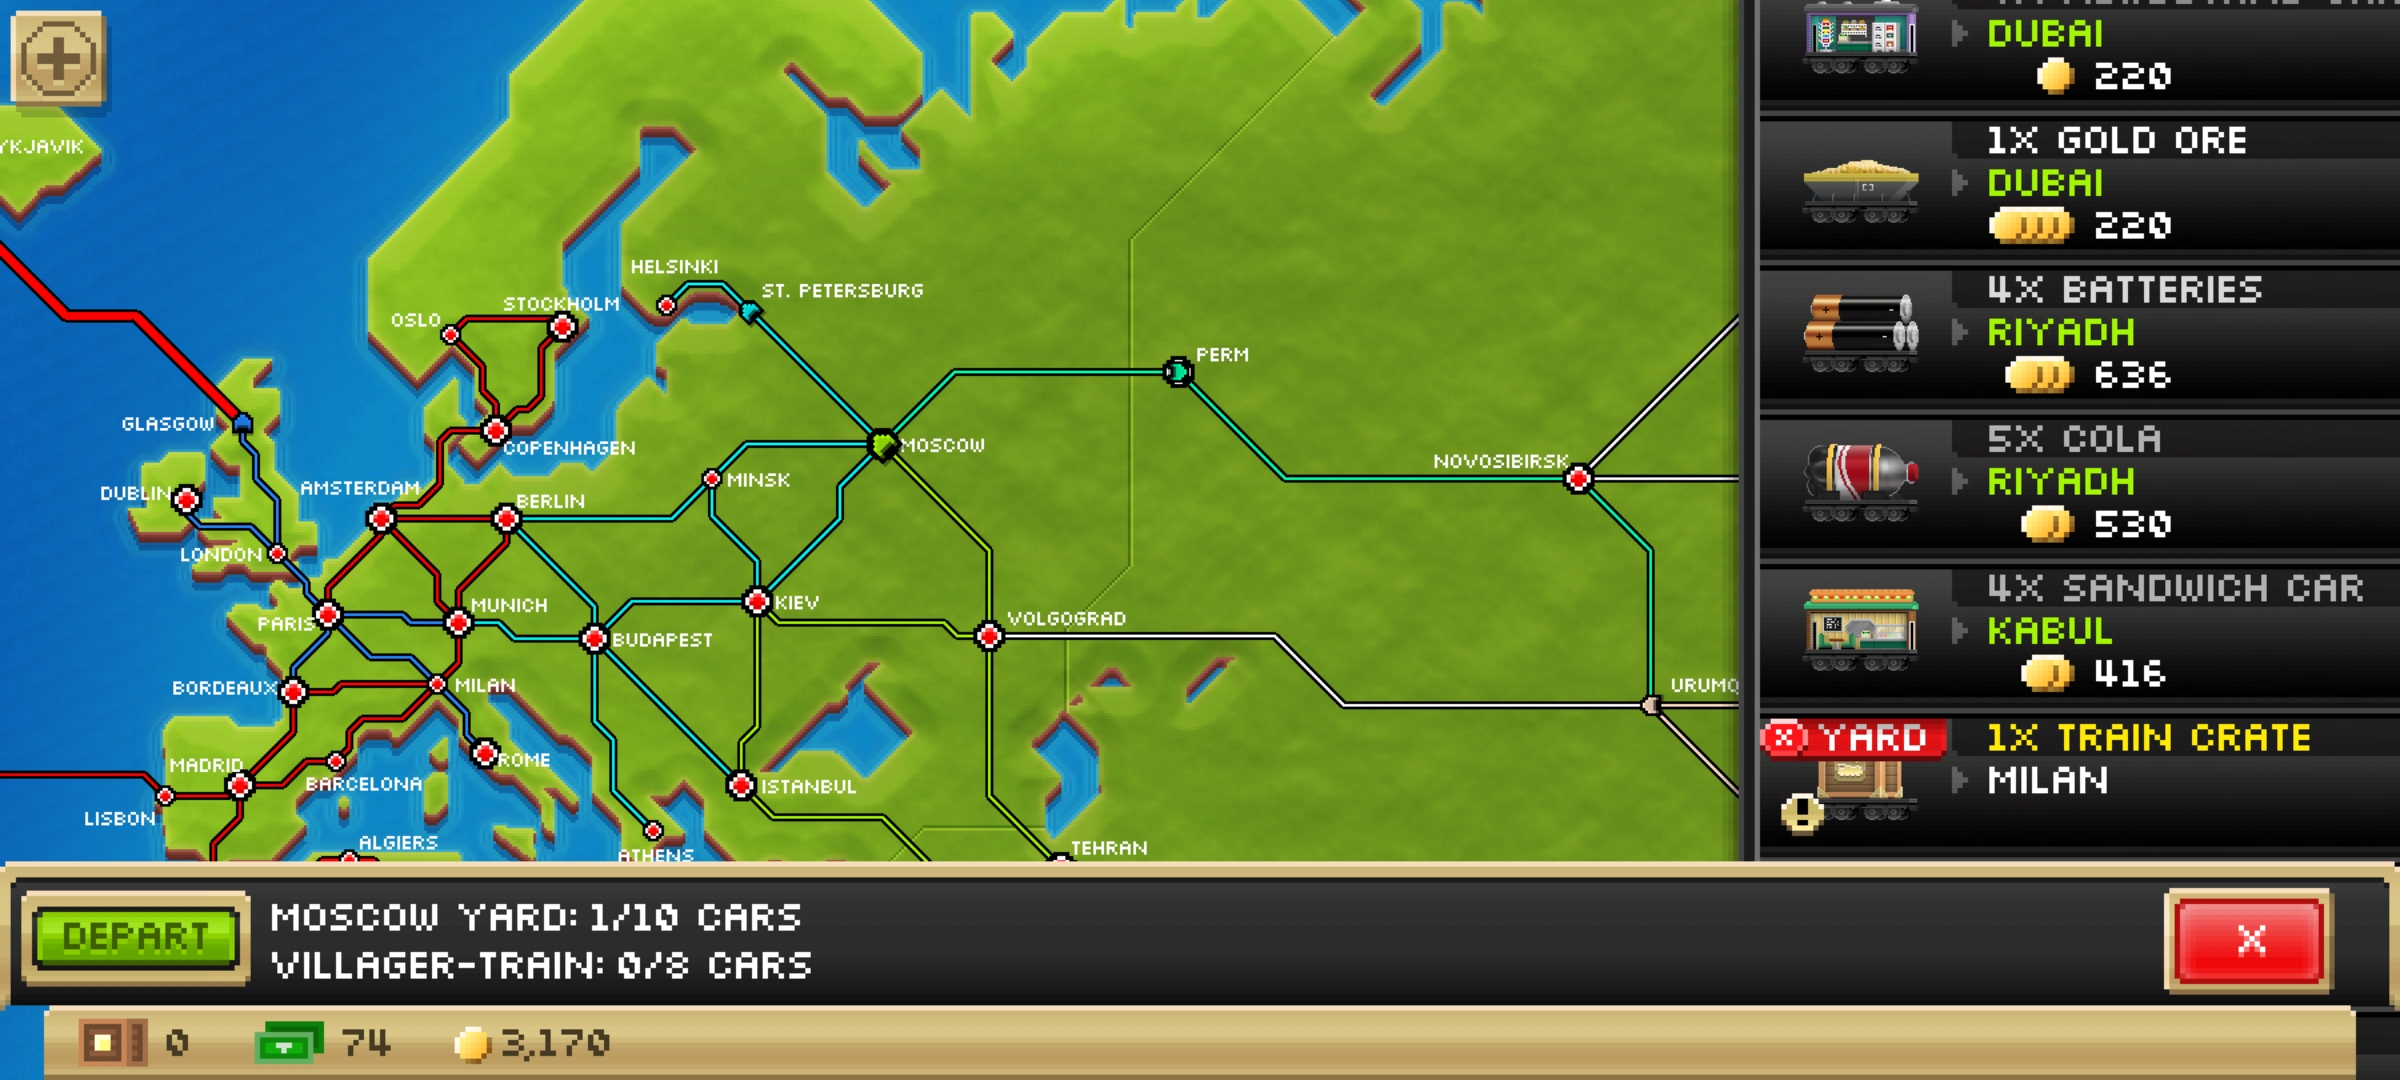 YKJAVIK
HELSINKI
ST. PETERSBURG
STOCKHOLM
OSLO
PERM
GLASGOW
COPENHAGEN
MOSCOW
NOVOSIBIRSK
DUBLIN
AMSTERDAM
BERLIN
MINSK
LONDON
MUNICH
KIEV
VOLGOGRAD
PARIS
BUDAPEST
BORDEAUX
MILAN
URUMQ
MADRID
ROME
BARCELONA
ISTANBUL
LISBON
ALGIERS
ATHENS
TEHRAN
DUBAI
220
1X GOLD ORE
DUBAI
220
4X BATTERIES
RIYADH
636
5X COLA
RIYADH
530
4X SANDWICH CAR
KABUL
416
YARD
1X TRAIN CRATE
MILAN
DEPART
MOSCOW YARD: 1/10 CARS
VILLAGER-TRAIN: 0/8 CARS
X
0
74
3,170